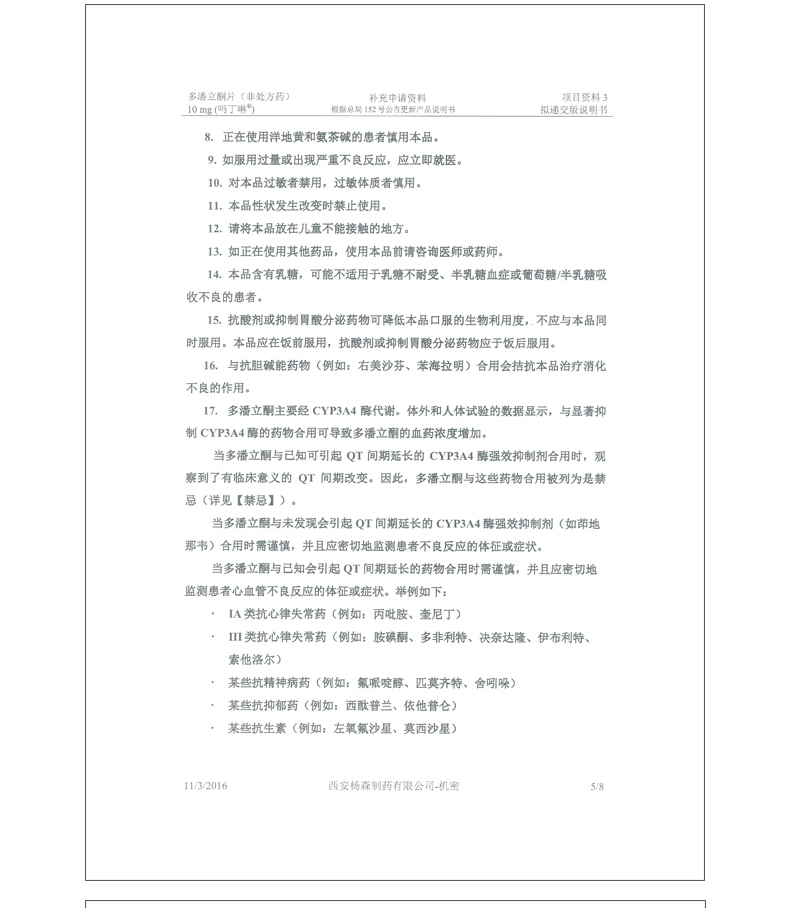 多潘立酮片（非处方药） 补充申请资料 项目资料 3
10 mg (吗丁啉®) 根据总局 152 号公告更新产品说明书 拟递交版说明书
8. 正在使用洋地黄和氨茶碱的患者慎用本品。
9. 如服用过量或出现严重不良反应，应立即就医。
10. 对本品过敏者禁用，过敏体质者慎用。
11. 本品性状发生改变时禁止使用。
12. 请将本品放在儿童不能接触的地方。
13. 如正在使用其他药品，使用本品前请咨询医师或药师。
14. 本品含有乳糖，可能不适用于乳糖不耐受、半乳糖血症或葡萄糖/半乳糖吸
收不良的患者。
15. 抗酸剂或抑制胃酸分泌药物可降低本品口服的生物利用度，不应与本品同
时服用。本品应在饭前服用，抗酸剂或抑制胃酸分泌药物应于饭后服用。
16. 与抗胆碱能药物（例如：右美沙芬、苯海拉明）合用会拮抗本品治疗消化
不良的作用。
17. 多潘立酮主要经 CYP3A4 酶代谢。体外和人体试验的数据显示，与显著抑
制 CYP3A4 酶的药物合用可导致多潘立酮的血药浓度增加。
当多潘立酮与已知可引起 QT 间期延长的 CYP3A4 酶强效抑制剂合用时，观
察到了有临床意义的 QT 间期改变。因此，多潘立酮与这些药物合用被列为是禁
忌（详见【禁忌】）。
当多潘立酮与未发现会引起 QT 间期延长的 CYP3A4 酶强效抑制剂（如茚地
那韦）合用时需谨慎，并且应密切地监测患者不良反应的体征或症状。
当多潘立酮与已知会引起 QT 间期延长的药物合用时需谨慎，并且应密切地
监测患者心血管不良反应的体征或症状。举例如下：
· IA 类抗心律失常药（例如：丙吡胺、奎尼丁）
· III 类抗心律失常药（例如：胺碘酮、多非利特、决奈达隆、伊布利特、
索他洛尔）
· 某些抗精神病药（例如：氟哌啶醇、匹莫齐特、舍吲哚）
· 某些抗抑郁药（例如：西酞普兰、依他普仑）
· 某些抗生素（例如：左氧氟沙星、莫西沙星）
11/3/2016 西安杨森制药有限公司-机密 5/8